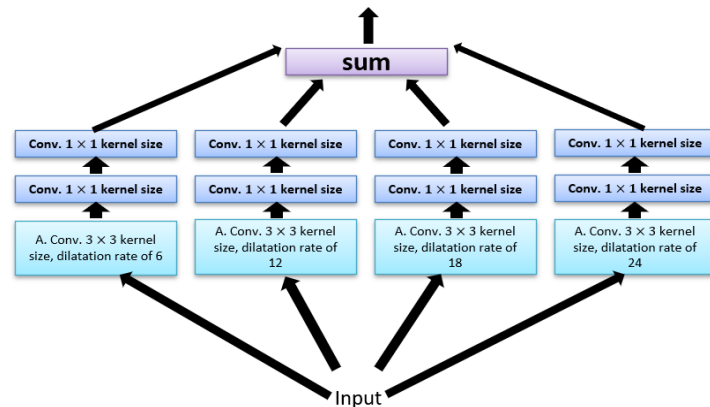 sum
Conv. 1 × 1 kernel size
Conv. 1 × 1 kernel size
Conv. 1 × 1 kernel size
Conv. 1 × 1 kernel size
Conv. 1 × 1 kernel size
Conv. 1 × 1 kernel size
Conv. 1 × 1 kernel size
Conv. 1 × 1 kernel size
A. Conv. 3 × 3 kernel
size, dilatation rate of 6
A. Conv. 3 × 3 kernel
size, dilatation rate of
12
A. Conv. 3 × 3 kernel
size, dilatation rate of
18
A. Conv. 3 × 3 kernel
size, dilatation rate of
24
Input